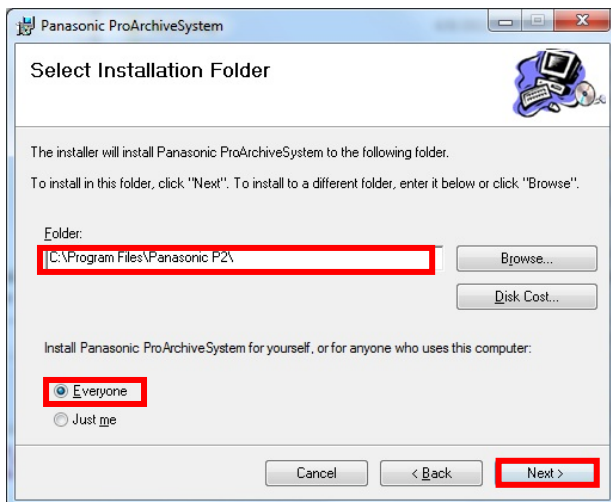 Panasonic ProArchiveSystem
Select Installation Folder
The installer will install Panasonic ProArchiveSystem to the following folder.
To install in this folder, click "Next". To install to a different folder, enter it below or click "Browse".
Folder:
C:\Program Files\Panasonic P2\
Browse...
Disk Cost...
Install Panasonic ProArchiveSystem for yourself, or for anyone who uses this computer:
Everyone
Just me
Cancel
< Back
Next >